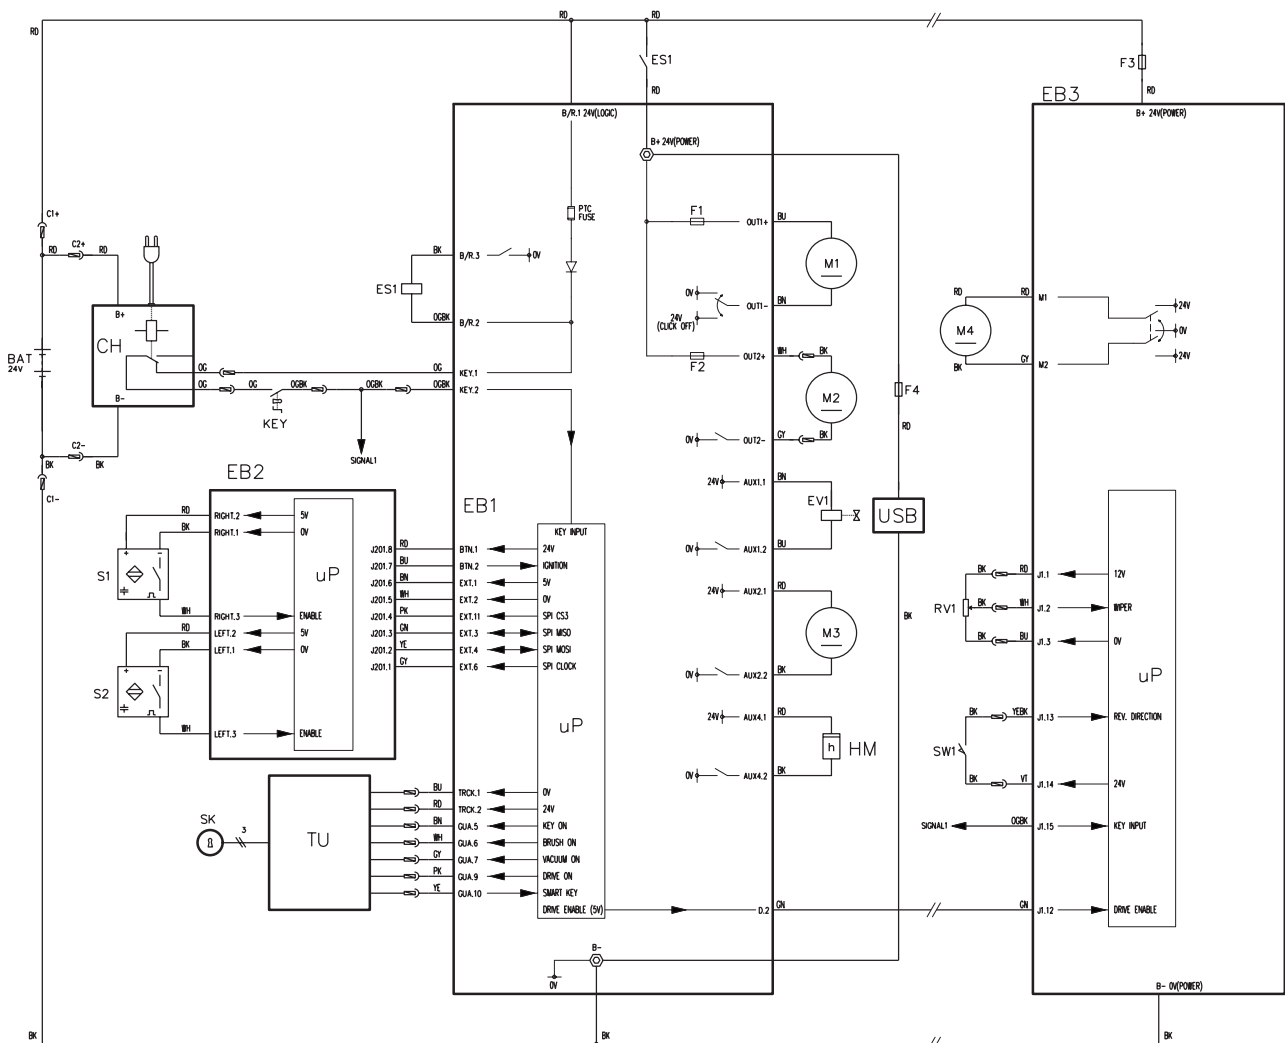 RD RD RD
RD
ES1
F3
RD RD
EB3
B/R.1 24V(LOGIC)
B+ 24V(POWER)
B+ 24V(POWER)
C1+
PTC
FUSE
F1
OUT1+ BU
C2+
RD RD
BK B/R.3 0V
M1
ES1
0V
RD RD M1
24V
B+
OUT1- BN
24V
(CLICK OFF)
OGBK B/R.2
M4
0V
CH
BAT
24V
WH BK
OUT2+
F2
GY M2
BK
24V
OG OG KEY.1
OG OG OGBK OGBK OGBK KEY.2
F4
M2
B-
KEY
RD
C2-
BK BK
SIGNAL1
0V OUT2- GY BK
EB2
C1-
24V AUX1.1 BN
EV1
EB1
USB
RD RIGHT.2 5V
BK RIGHT.1 0V
KEY INPUT
J201.8 RD BTN.1 24V
0V AUX1.2 BU
J201.7 BU BTN.2 IGNITION
S1
uP
J201.6 BN EXT.1 5V
BK RD J1.1 12V
J201.5 WH EXT.2 0V
24V AUX2.1 RD
WH RIGHT.3 ENABLE
J201.4 PK EXT.11 SPI CS3
RV1
BK WH J1.2 WIPER
RD LEFT.2 5V
J201.3 GN EXT.3 SPI MISO
M3
BK
BK LEFT.1 0V
J201.2 YE EXT.4 SPI MOSI
BK BU J1.3 0V
J201.1 GY EXT.6 SPI CLOCK
0V AUX2.2 BK
uP
S2
24V AUX4.1 RD
BK YEBK J1.13 REV. DIRECTION
WH LEFT.3 ENABLE
uP
h HM
SW1
0V AUX4.2 BK
BK VT J1.14 24V
BU TRCK.1 0V
RD TRCK.2 24V
SK
3
TU
BN GUA.5 KEY ON
SIGNAL1 OGBK J1.15 KEY INPUT
WH GUA.6 BRUSH ON
GY GUA.7 VACUUM ON
PK GUA.9 DRIVE ON
YE GUA.10 SMART KEY
DRIVE ENABLE (5V) D.2 GN GN J1.12 DRIVE ENABLE
B-
0V
B- 0V(POWER)
BK BK BK